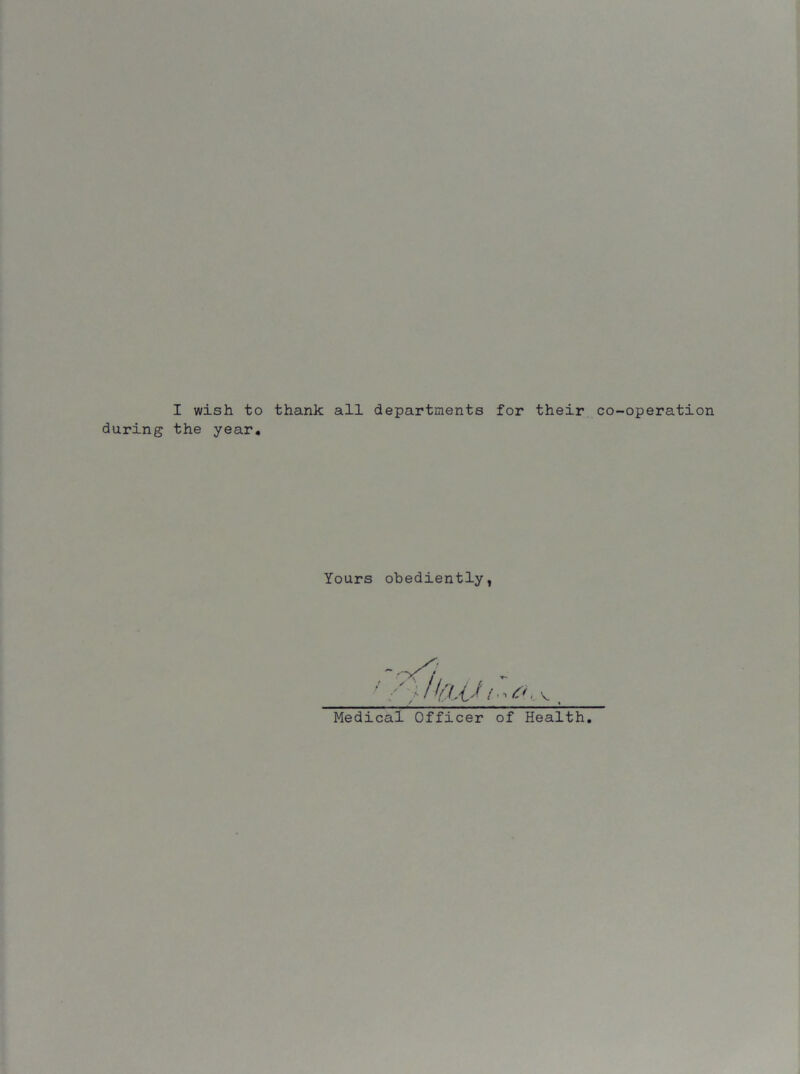 I wish to thank all departments for their co-operation
during the year.
Yours obediently,
Medical Officer of Health.